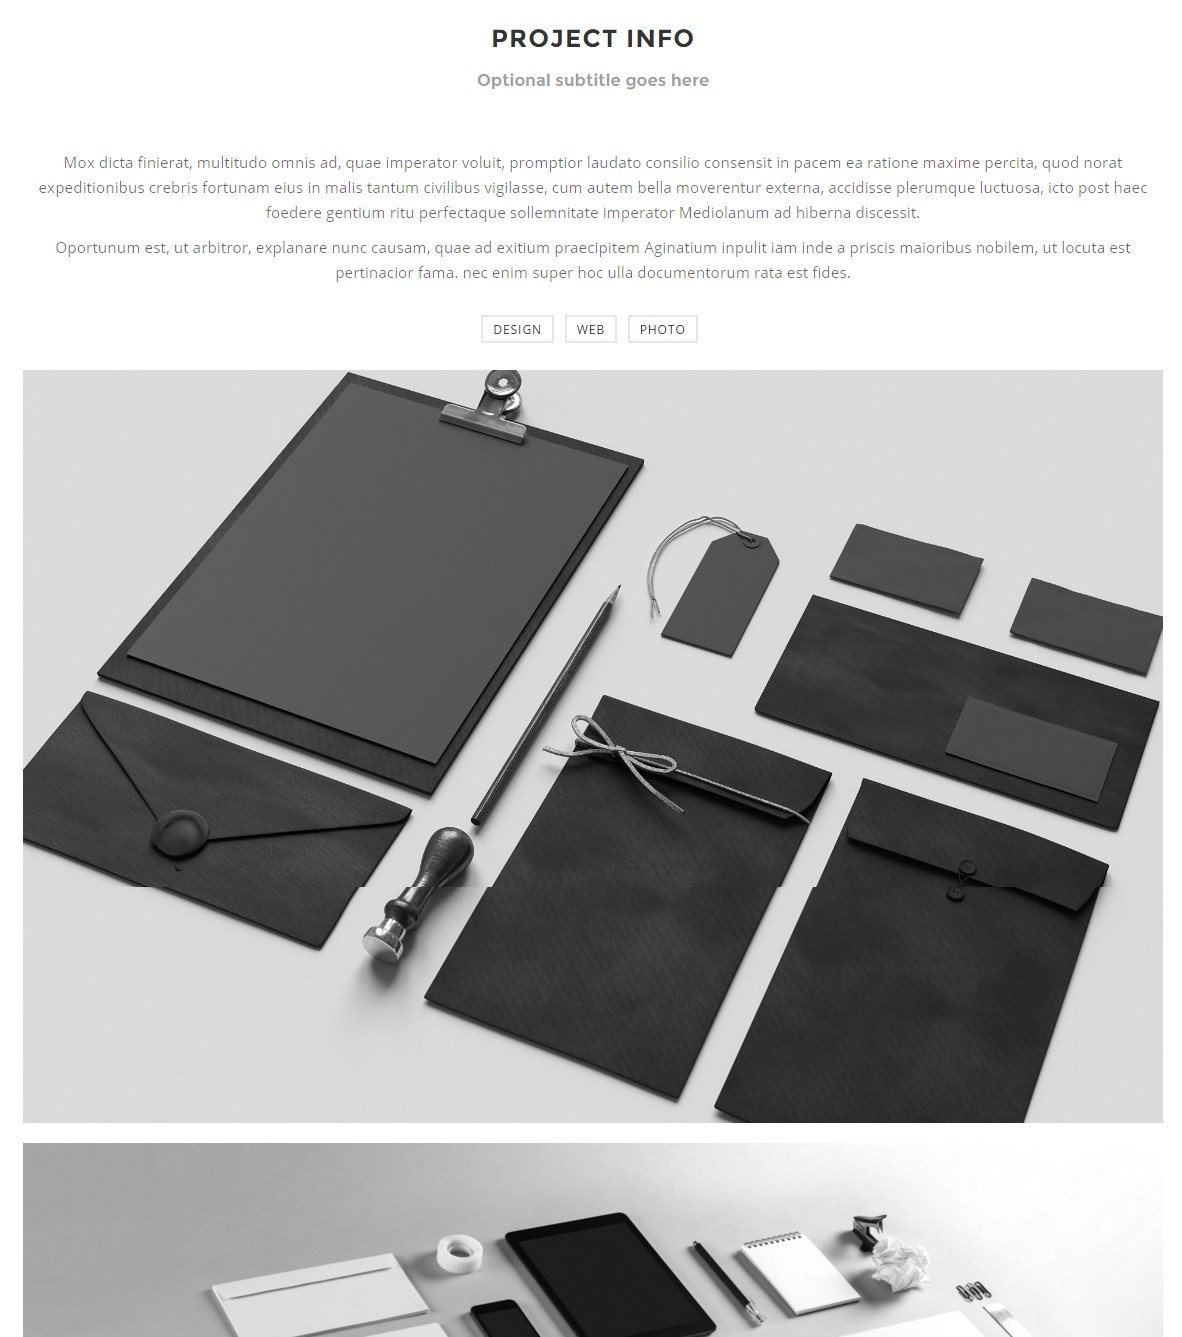 PROJECT INFO
Optional subtitle goes here
Mox dicta finierat, multitudo omnis ad, quae imperator voluit, promptior laudato consilio consensit in pacem ea ratione maxime percita, quod norat
expeditionibus crebris fortunam eius in malis tantum civilibus vigilasse, cum autem bella moverentur externa, accidisse plerumque luctuosa, icto post haec
foedere gentium ritu perfectaque sollemnitate imperator Mediolanum ad hiberna discessit.
Oportunum est, ut arbitror, explanare nunc causam, quae ad exitium praecipitem Aginatium inpulit iam inde a priscis maioribus nobilem, ut locuta est
pertinacior fama. nec enim super hoc ulla documentorum rata est fides.
DESIGN WEB PHOTO